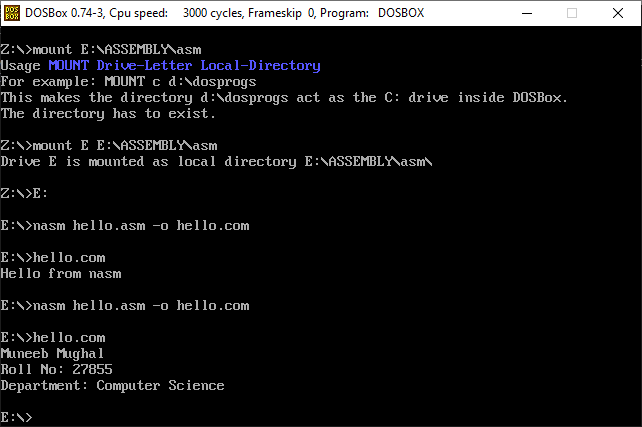 DOS
BOX
DOSBox 0.74-3, Cpu speed: 3000 cycles, Frameskip 0, Program: DOSBOX
Z:\>mount E:\ASSEMBLY\asm
Usage MOUNT Drive-Letter Local-Directory
For example: MOUNT c d:\dosprogs
This makes the directory d:\dosprogs act as the C: drive inside DOSBox.
The directory has to exist.
Z:\>mount E E:\ASSEMBLY\asm
Drive E is mounted as local directory E:\ASSEMBLY\asm\
Z:\>E:
E:\>nasm hello.asm -o hello.com
E:\>hello.com
Hello from nasm
E:\>nasm hello.asm -o hello.com
E:\>hello.com
Muneeb Mughal
Roll No: 27855
Department: Computer Science
E:\>